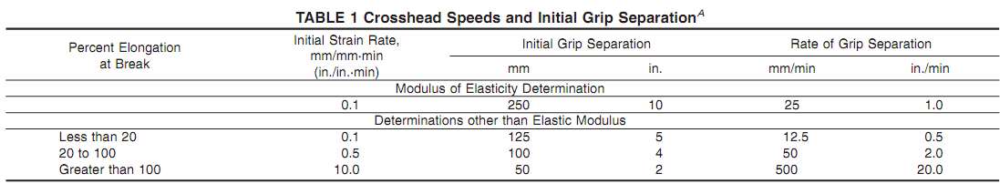 TABLE 1 Crosshead Speeds and Initial Grip Separation^A
Percent Elongation at Break | Initial Strain Rate, mm/mm·min (in./in.·min) | Initial Grip Separation | Rate of Grip Separation
mm in. mm/min in./min
Modulus of Elasticity Determination
0.1 250 10 25 1.0
Determinations other than Elastic Modulus
Less than 20 0.1 125 5 12.5 0.5
20 to 100 0.5 100 4 50 2.0
Greater than 100 10.0 50 2 500 20.0